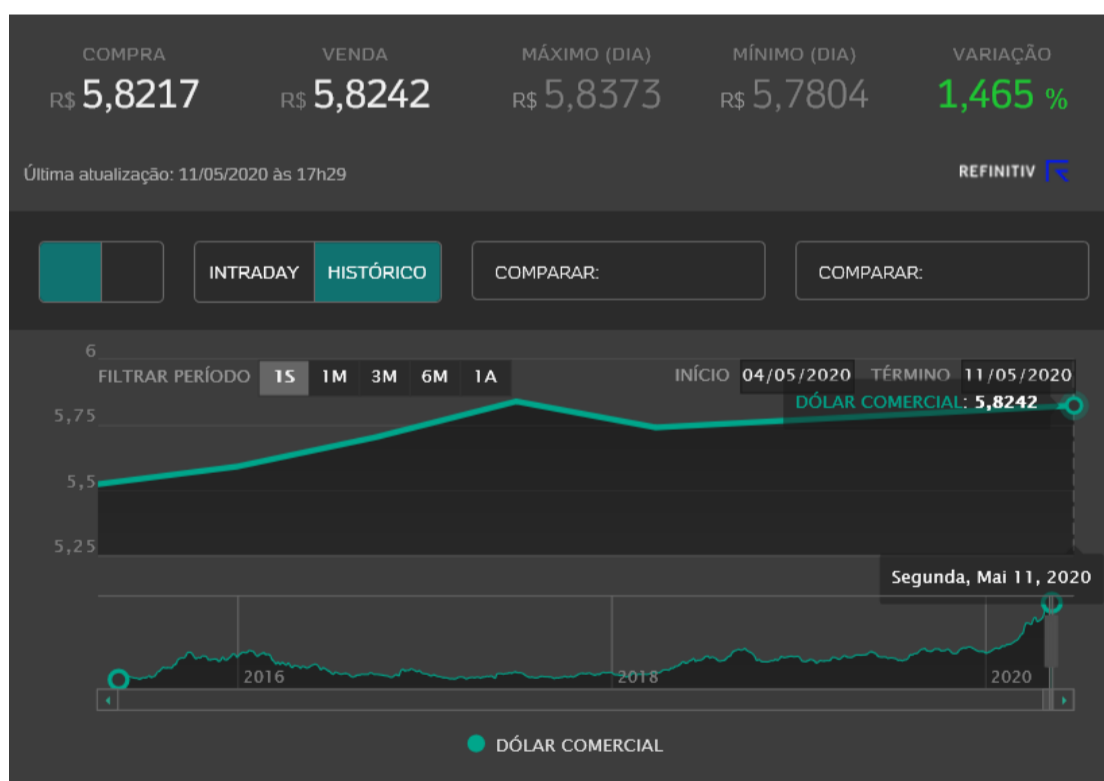 COMPRA VENDA MÁXIMO (DIA) MÍNIMO (DIA) VARIAÇÃO
R$ 5,8217 R$ 5,8242 R$ 5,8373 R$ 5,7804 1,465 %
Última atualização: 11/05/2020 às 17h29 REFINITIV
INTRADAY HISTÓRICO COMPARAR: COMPARAR:
6
FILTRAR PERÍODO 1S 1M 3M 6M 1A INÍCIO 04/05/2020 TÉRMINO 11/05/2020
DÓLAR COMERCIAL: 5,8242
5,75
5,5
5,25
Segunda, Mai 11, 2020
2016 2018 2020
DÓLAR COMERCIAL